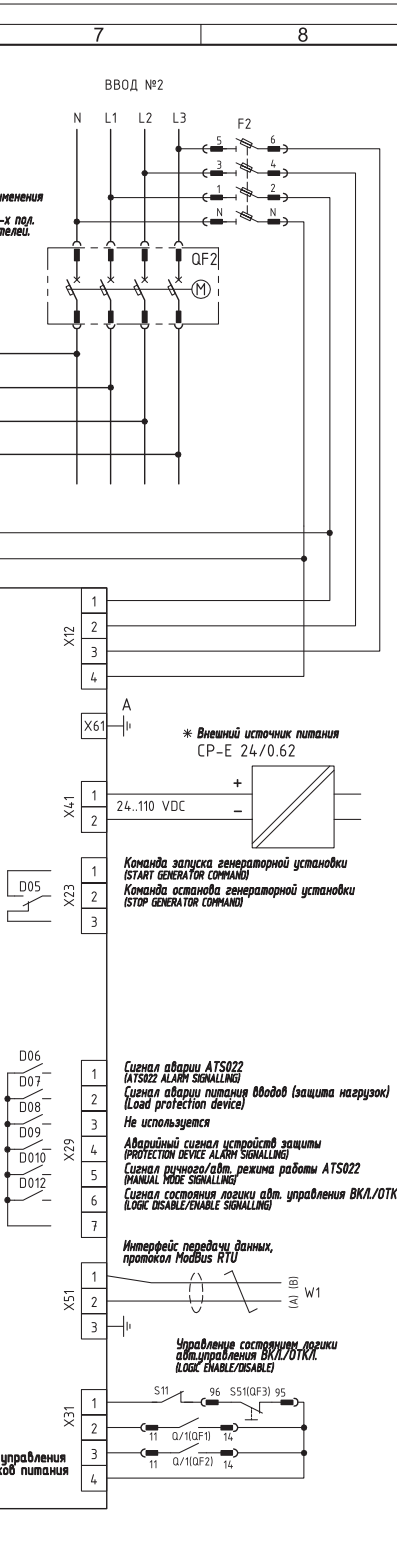 7 8
ВВОД №2
N L1 L2 L3
F2
5 6
3 4
1 2
N N
QF2
M
-х пол.
X12
1
2
3
4
X61
A
* Внешний источник питания
CP-E 24/0.62
X41
1
2
+
24..110 VDC
–
D05
X23
1
2
3
Команда запуска генераторной установки
(START GENERATOR COMMAND)
Команда останова генераторной установки
(STOP GENERATOR COMMAND)
D06
D07
D08
D09
D010
D012
X29
1
2
3
4
5
6
7
Сигнал аварии ATS022
(ATS022 ALARM SIGNALLING)
Сигнал аварии питания вводов (защита нагрузок)
(Load protection device)
Не используется
Аварийный сигнал устройств защиты
(PROTECTION DEVICE ALARM SIGNALLING)
Сигнал ручного/авт. режима работы ATS022
(MANUAL MODE SIGNALLING)
Сигнал состояния логики авт. управления ВКЛ./ОТК
(LOGIC DISABLE/ENABLE SIGNALLING)
Интерфейс передачи данных,
протокол ModBus RTU
X51
1
2
3
(B)
(A)
W1
Управление состоянием логики
авт.управления ВКЛ./ОТКЛ.
(LOGIC ENABLE/DISABLE)
X31
1
2
3
4
S11 96 S51(QF3) 95
11 Q/1(QF1) 14
11 Q/1(QF2) 14
управления
ков питания